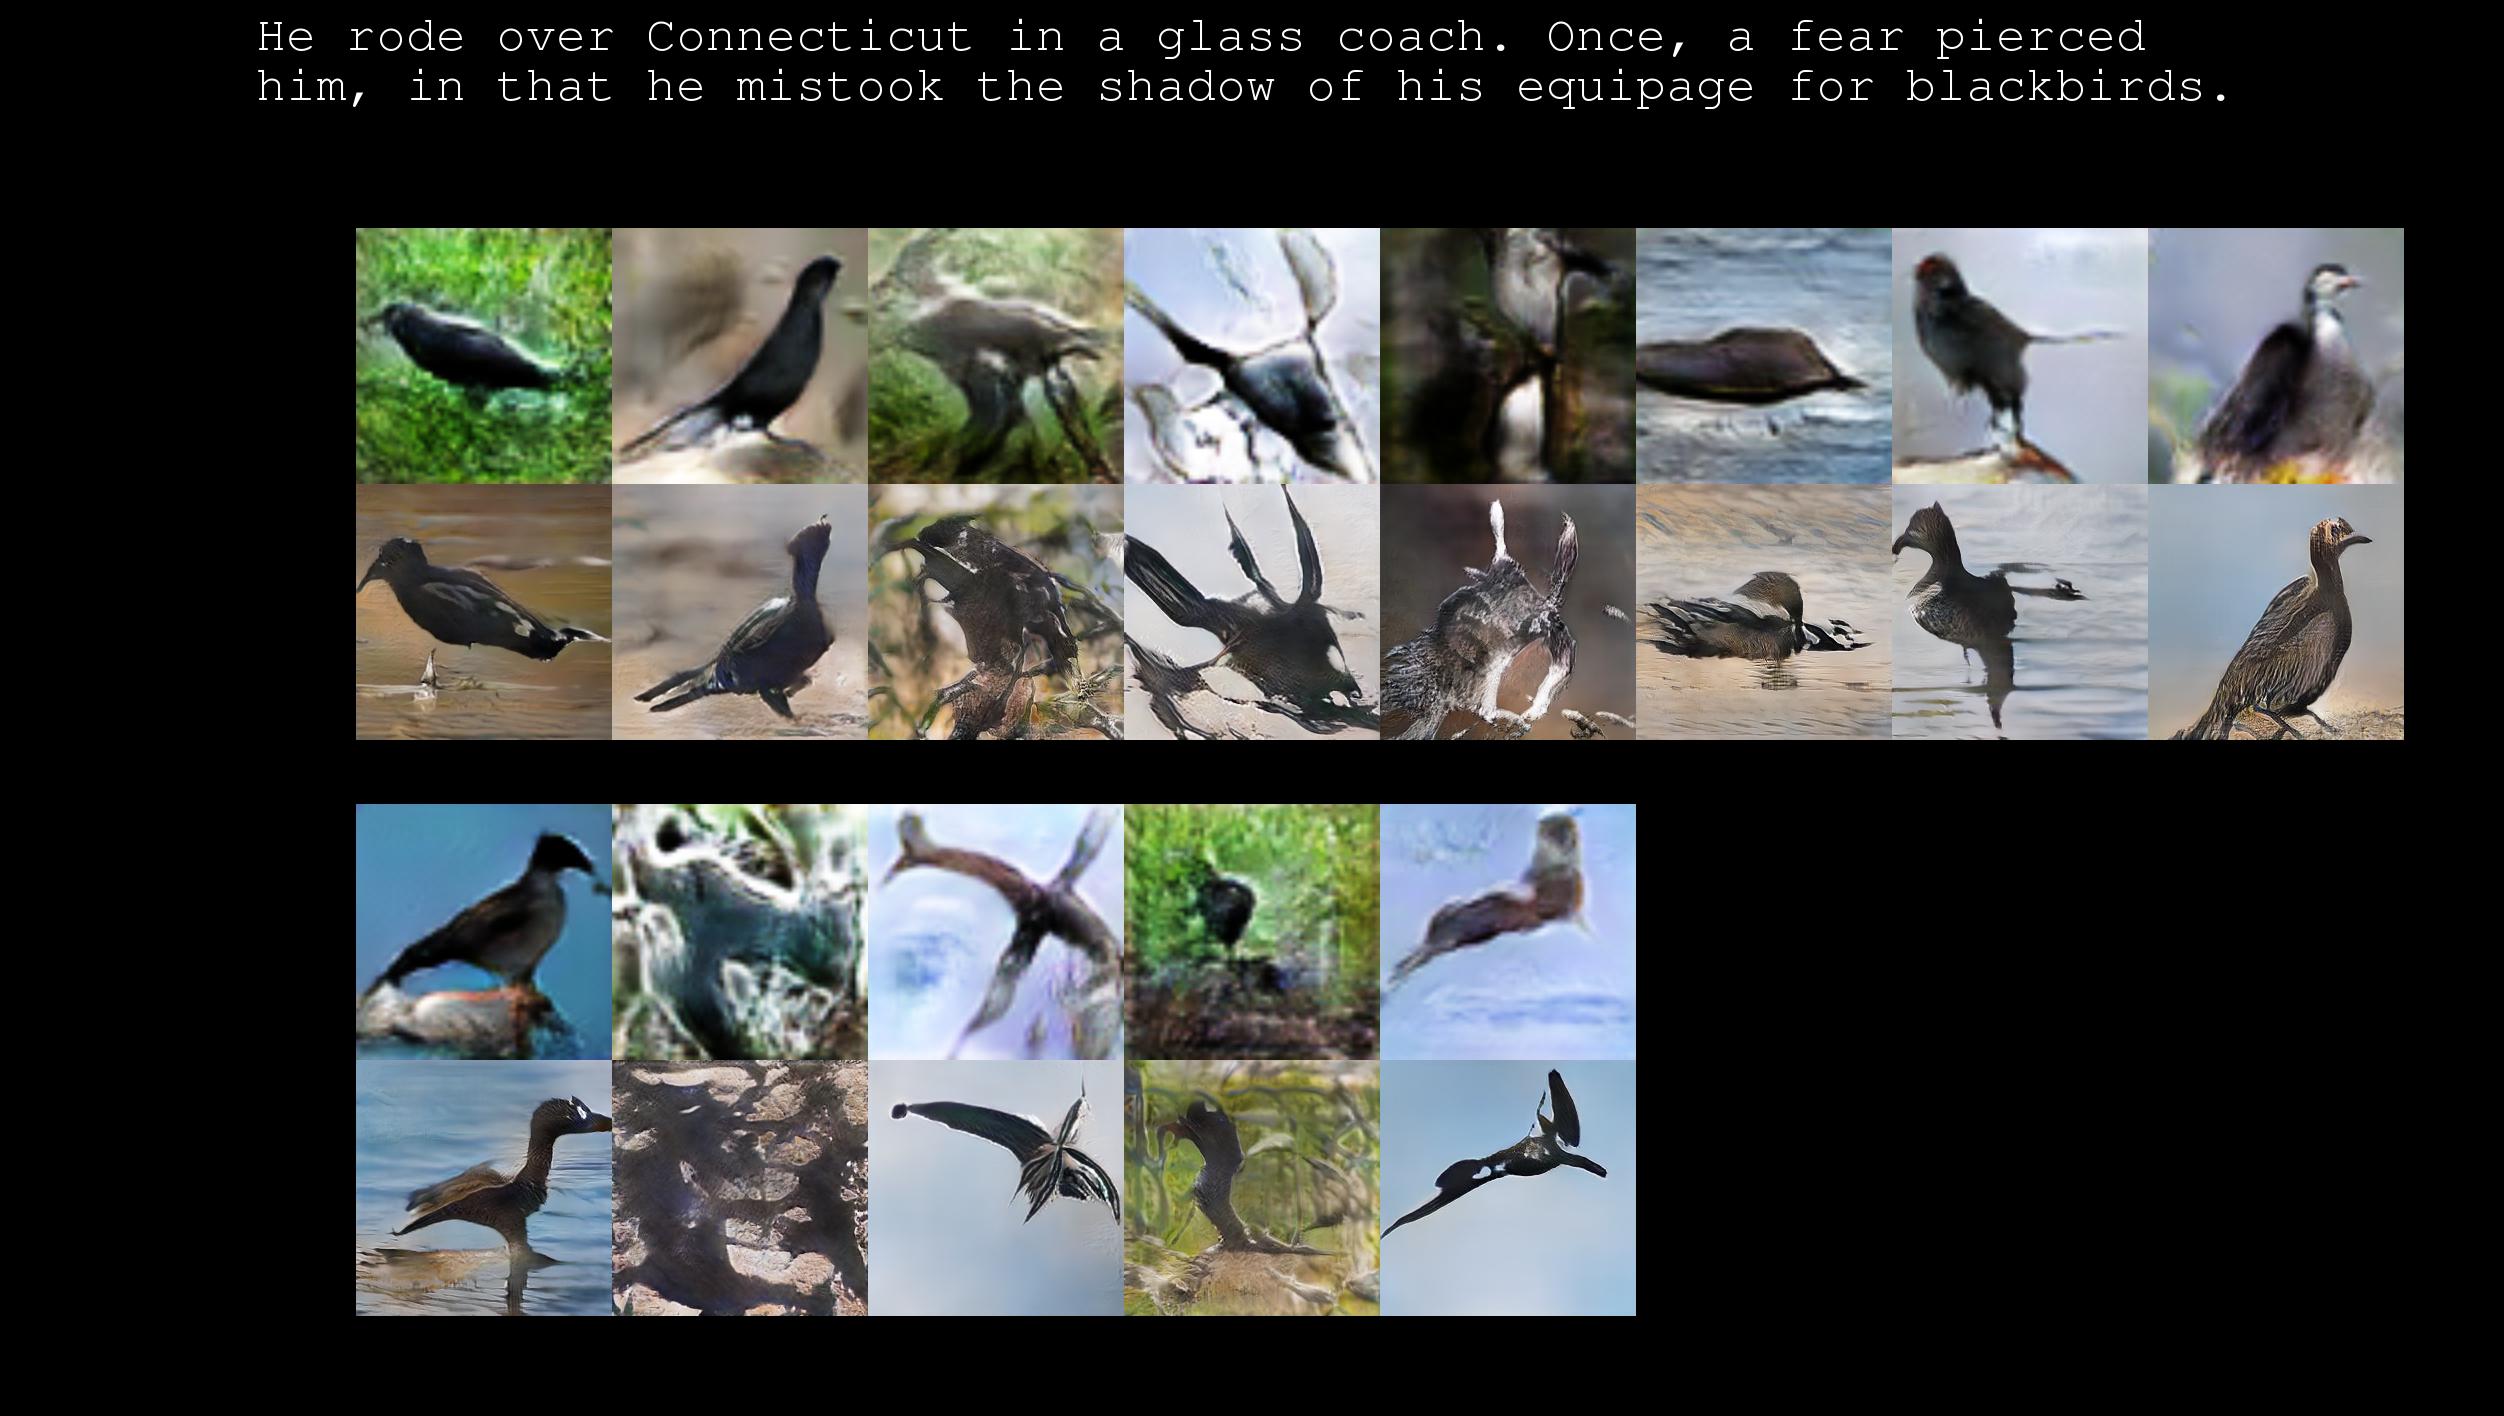 He rode over Connecticut in a glass coach. Once, a fear pierced
him, in that he mistook the shadow of his equipage for blackbirds.